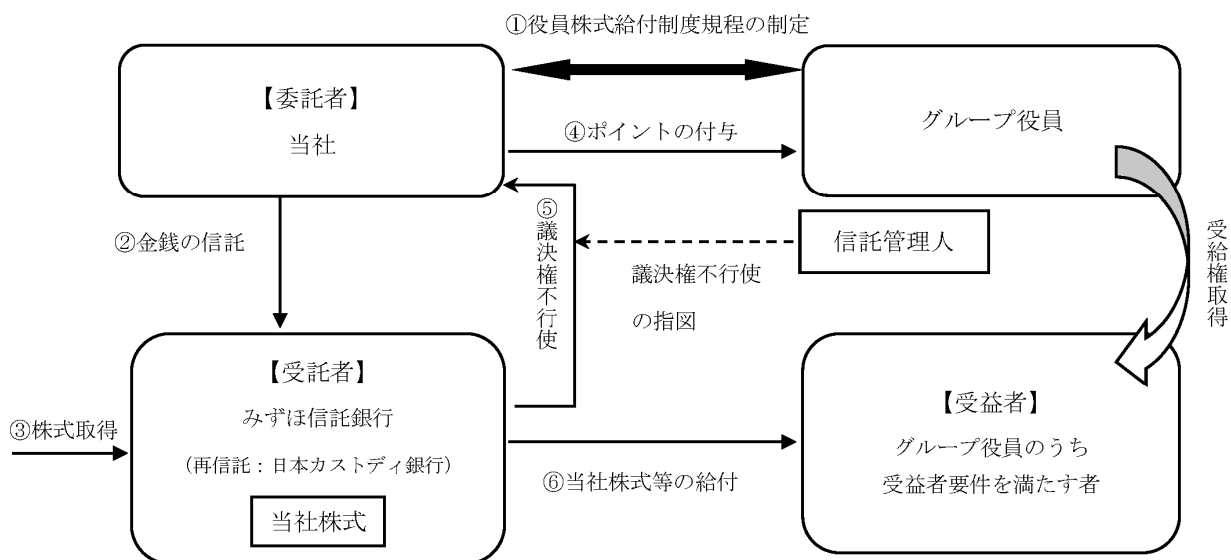 ①役員株式給付制度規程の制定
【委託者】
当社
グループ役員
④ポイントの付与
②金銭の信託
⑤議決権不行使
信託管理人
議決権不行使
の指図
受給権取得
【受託者】
みずほ信託銀行
(再信託：日本カストディ銀行)
当社株式
③株式取得
⑥当社株式等の給付
【受益者】
グループ役員のうち
受益者要件を満たす者